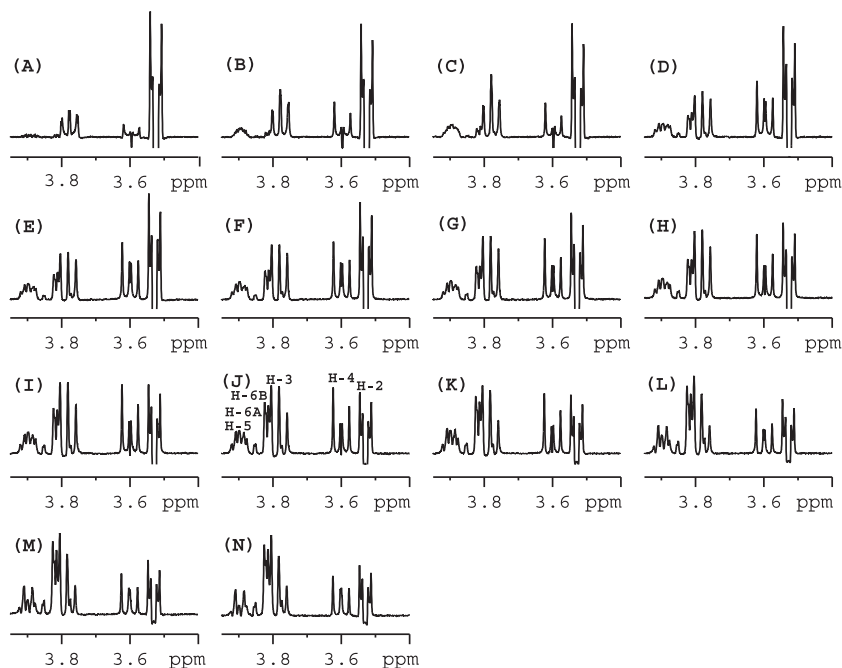 (A) (B) (C) (D)
3.8 3.6 ppm 3.8 3.6 ppm 3.8 3.6 ppm 3.8 3.6 ppm
(E) (F) (G) (H)
3.8 3.6 ppm 3.8 3.6 ppm 3.8 3.6 ppm 3.8 3.6 ppm
(I) (J) H-3 H-4 H-2 (K) (L)
H-6B
H-6A
H-5
3.8 3.6 ppm 3.8 3.6 ppm 3.8 3.6 ppm 3.8 3.6 ppm
(M) (N)
3.8 3.6 ppm 3.8 3.6 ppm